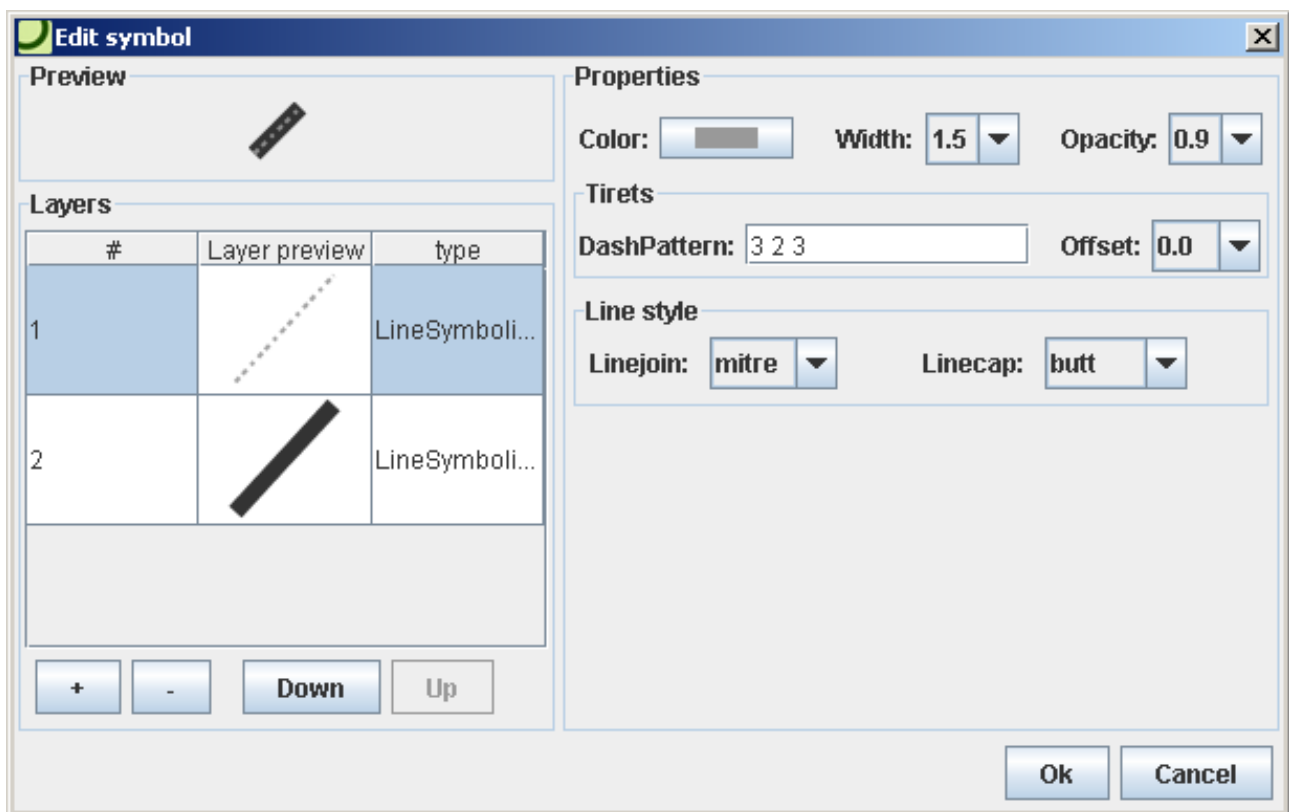 Edit symbol
Preview
Layers
# Layer preview type
1 LineSymboli...
2 LineSymboli...
+ - Down Up
Properties
Color: Width: 1.5 Opacity: 0.9
Tirets
DashPattern: 3 2 3 Offset: 0.0
Line style
Linejoin: mitre Linecap: butt
Ok Cancel